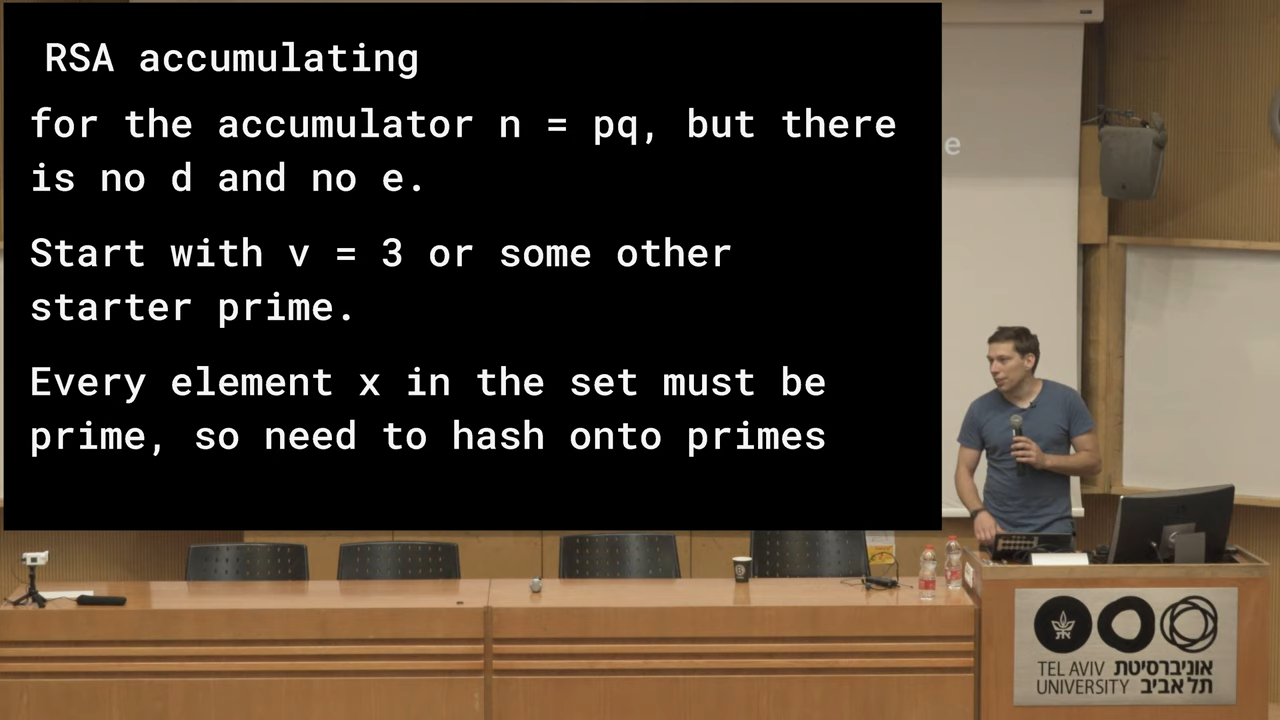 RSA accumulating
for the accumulator n = pq, but there
is no d and no e.
Start with v = 3 or some other
starter prime.
Every element x in the set must be
prime, so need to hash onto primes
e
TEL AVIV אוניברסיטת
UNIVERSITY תל אביב